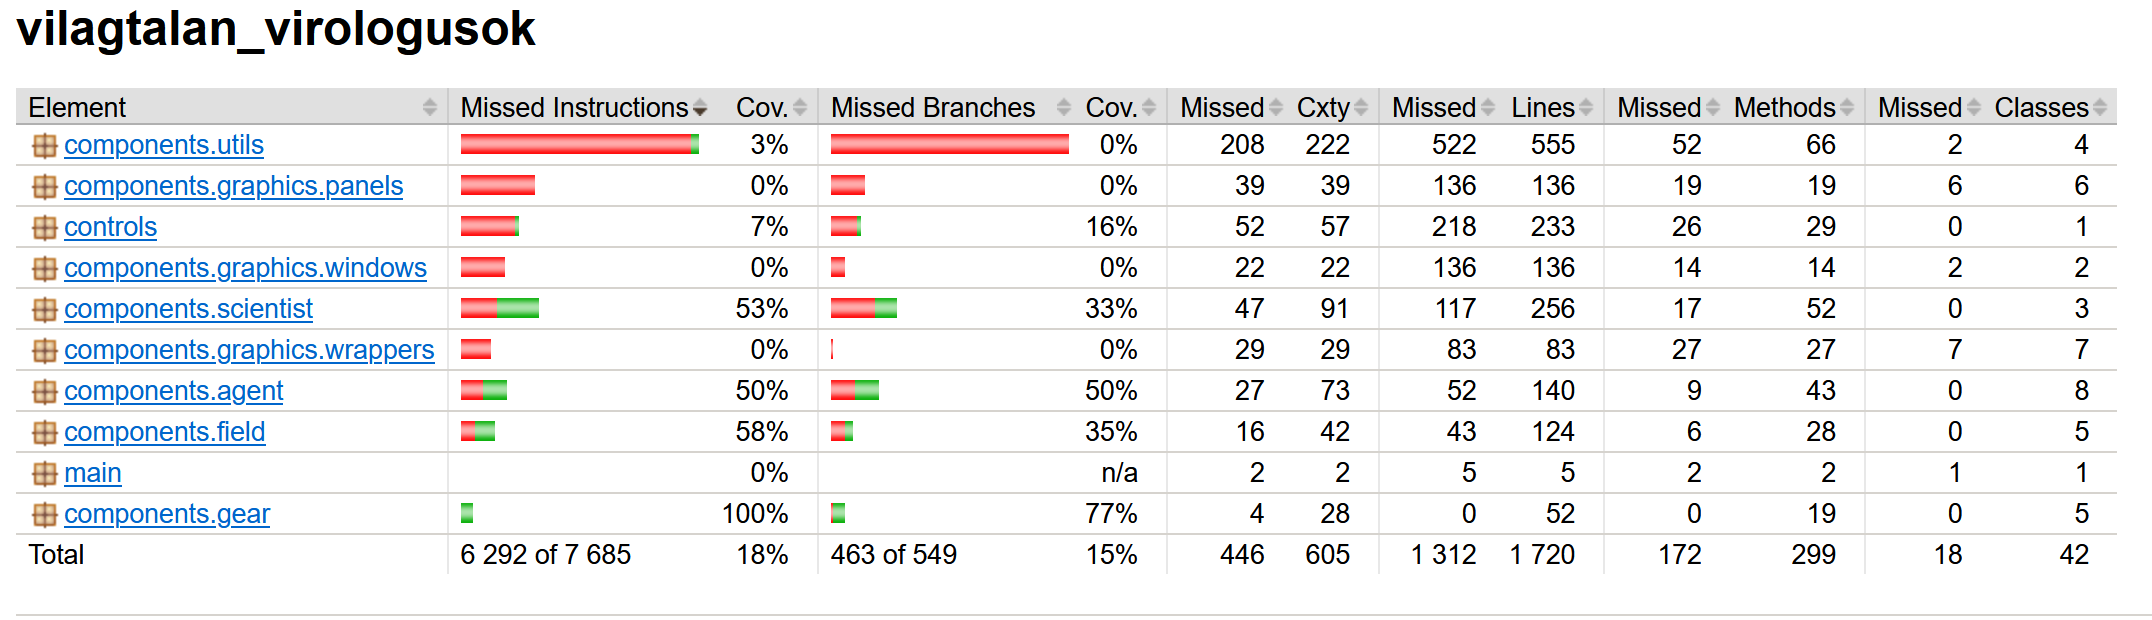 vilagtalan_virologusok
Element Missed Instructions Cov. Missed Branches Cov. Missed Cxty Missed Lines Missed Methods Missed Classes
components.utils 3% 0% 208 222 522 555 52 66 2 4
components.graphics.panels 0% 0% 39 39 136 136 19 19 6 6
controls 7% 16% 52 57 218 233 26 29 0 1
components.graphics.windows 0% 0% 22 22 136 136 14 14 2 2
components.scientist 53% 33% 47 91 117 256 17 52 0 3
components.graphics.wrappers 0% 0% 29 29 83 83 27 27 7 7
components.agent 50% 50% 27 73 52 140 9 43 0 8
components.field 58% 35% 16 42 43 124 6 28 0 5
main 0% n/a 2 2 5 5 2 2 1 1
components.gear 100% 77% 4 28 0 52 0 19 0 5
Total 6 292 of 7 685 18% 463 of 549 15% 446 605 1 312 1 720 172 299 18 42